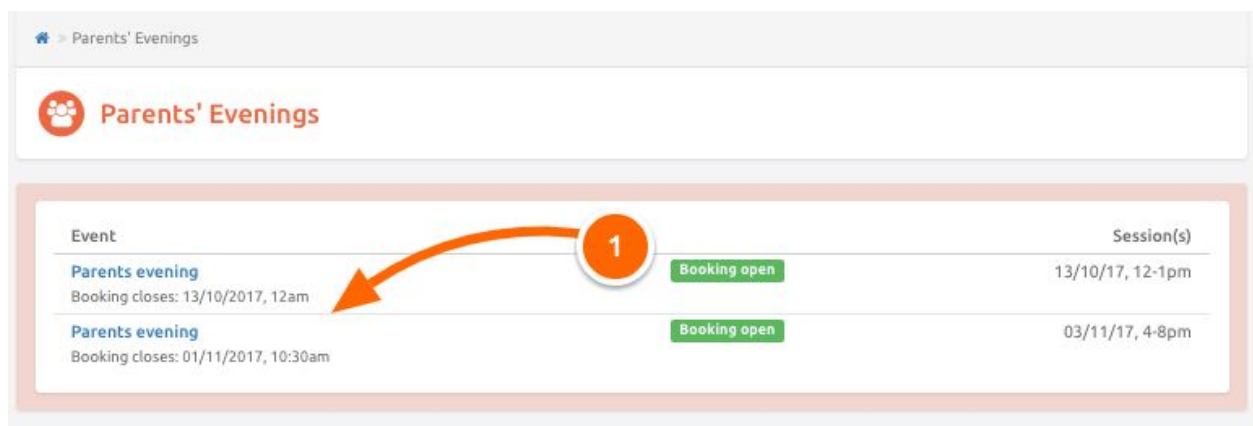 » Parents' Evenings
Parents' Evenings
Event Session(s)
1
Parents evening Booking open 13/10/17, 12-1pm
Booking closes: 13/10/2017, 12am
Parents evening Booking open 03/11/17, 4-8pm
Booking closes: 01/11/2017, 10:30am